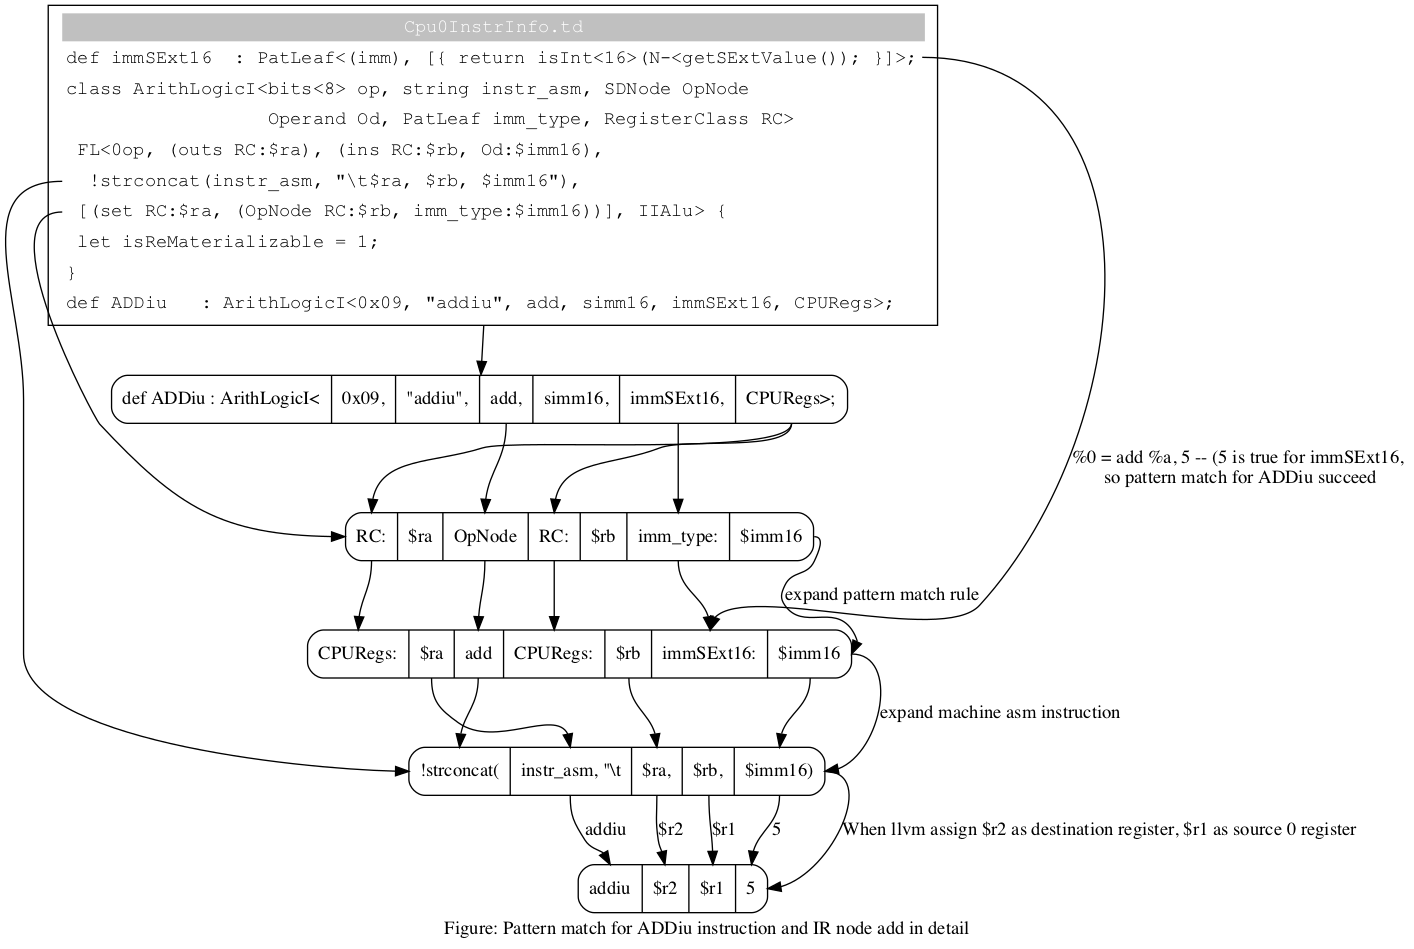 Cpu0InstrInfo.td
def immSExt16  : PatLeaf<(imm), [{ return isInt<16>(N-<getSExtValue()); }]>;
class ArithLogicI<bits<8> op, string instr_asm, SDNode OpNode
Operand Od, PatLeaf imm_type, RegisterClass RC>
FL<0op, (outs RC:$ra), (ins RC:$rb, Od:$imm16),
!strconcat(instr_asm, "\t$ra, $rb, $imm16"),
[(set RC:$ra, (OpNode RC:$rb, imm_type:$imm16))], IIAlu> {
let isReMaterializable = 1;
}
def ADDiu   : ArithLogicI<0x09, "addiu", add, simm16, immSExt16, CPURegs>;
def ADDiu : ArithLogicI< 0x09, "addiu", add, simm16, immSExt16, CPURegs>;
%0 = add %a, 5 -- (5 is true for immSExt16,
so pattern match for ADDiu succeed
RC: $ra OpNode RC: $rb imm_type: $imm16
expand pattern match rule
CPURegs: $ra add CPURegs: $rb immSExt16: $imm16
expand machine asm instruction
!strconcat( instr_asm, "\t $ra, $rb, $imm16)
addiu $r2 $r1 5 When llvm assign $r2 as destination register, $r1 as source 0 register
addiu $r2 $r1 5
Figure: Pattern match for ADDiu instruction and IR node add in detail